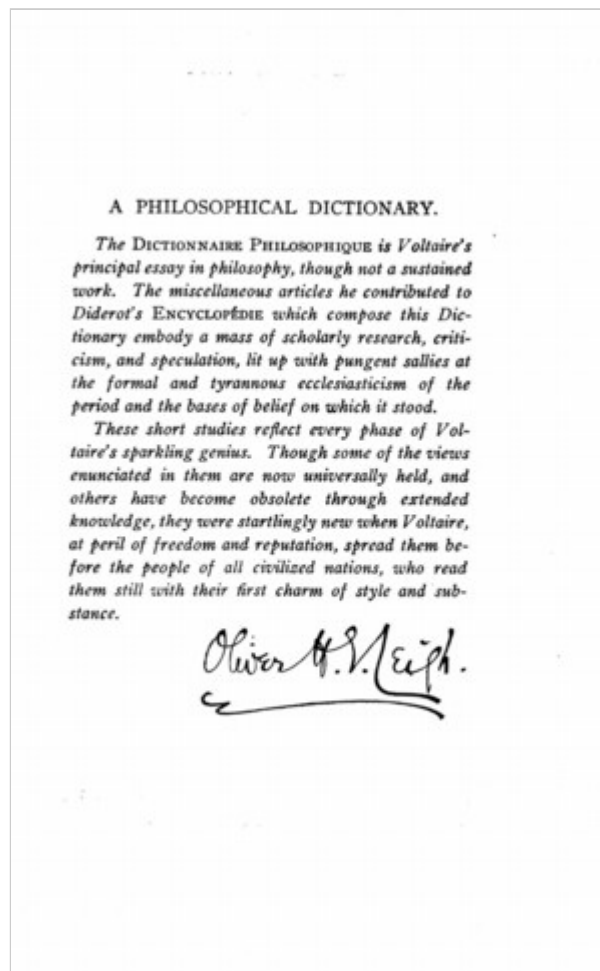 A PHILOSOPHICAL DICTIONARY.
The DICTIONNAIRE PHILOSOPHIQUE is Voltaire's
principal essay in philosophy, though not a sustained
work. The miscellaneous articles he contributed to
Diderot's ENCYCLOPÉDIE which compose this Dic-
tionary embody a mass of scholarly research, criti-
cism, and speculation, lit up with pungent sallies at
the formal and tyrannous ecclesiasticism of the
period and the bases of belief on which it stood.
These short studies reflect every phase of Vol-
taire's sparkling genius. Though some of the views
enunciated in them are now universally held, and
others have become obsolete through extended
knowledge, they were startlingly new when Voltaire,
at peril of freedom and reputation, spread them be-
fore the people of all civilized nations, who read
them still with their first charm of style and sub-
stance.
Oliver H. G. Leigh.